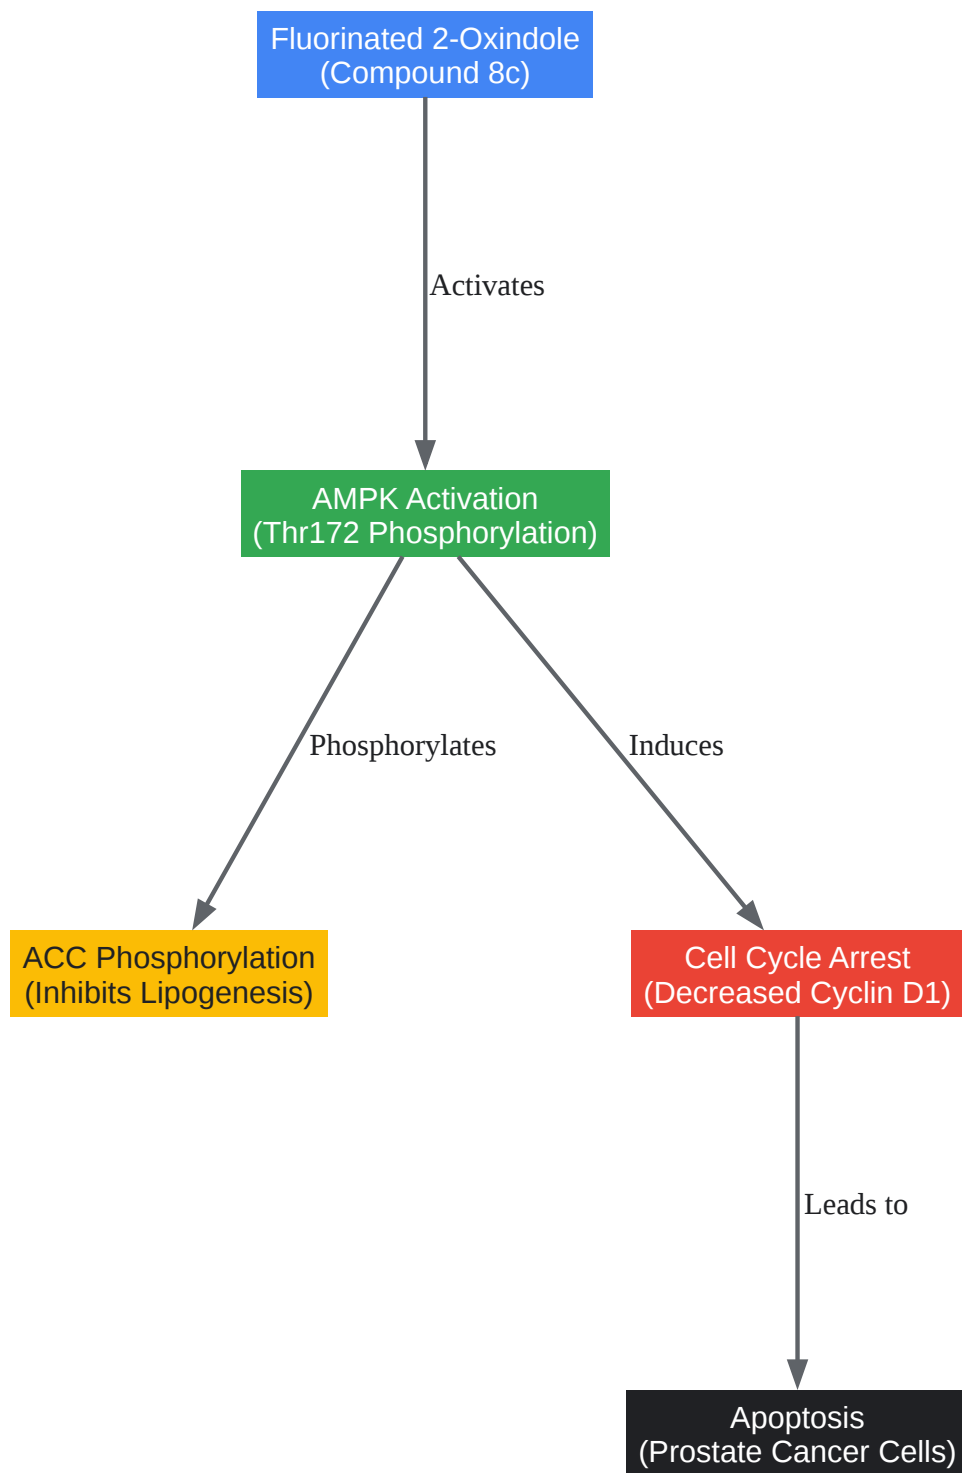 Fluorinated 2-Oxindole
(Compound 8c)
Activates
AMPK Activation
(Thr172 Phosphorylation)
Phosphorylates
Induces
ACC Phosphorylation
(Inhibits Lipogenesis)
Cell Cycle Arrest
(Decreased Cyclin D1)
Leads to
Apoptosis
(Prostate Cancer Cells)